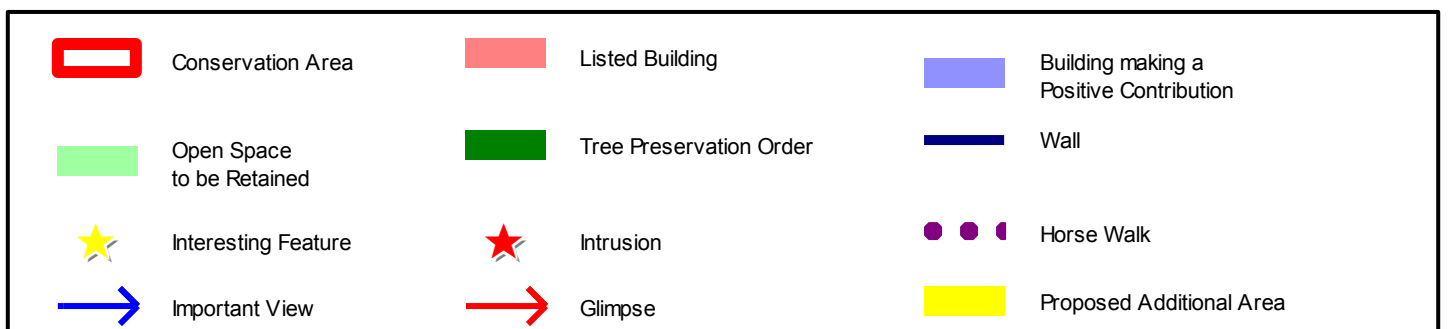 Conservation Area
Listed Building
Building making a
Positive Contribution
Open Space
to be Retained
Tree Preservation Order
Wall
Interesting Feature
Intrusion
Horse Walk
Important View
Glimpse
Proposed Additional Area